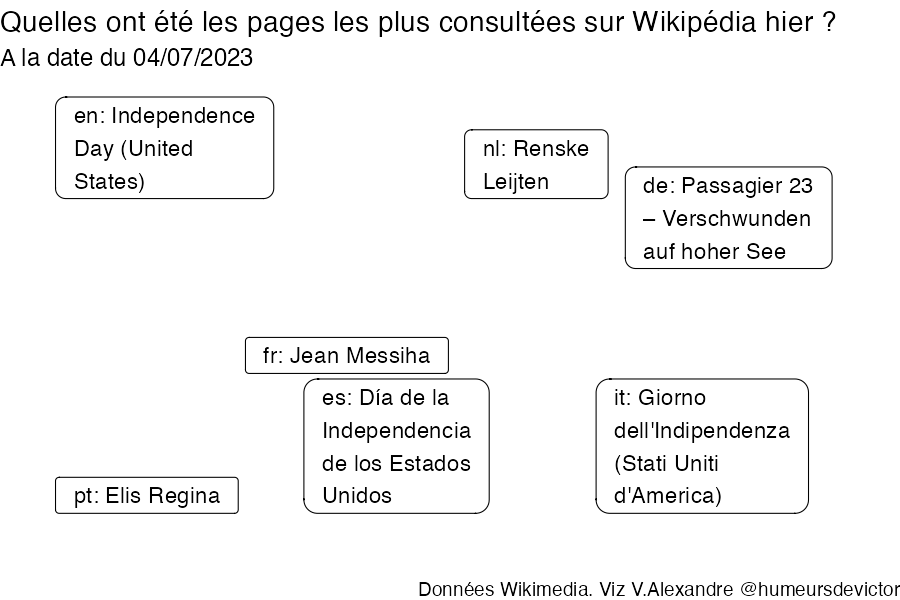 Quelles ont été les pages les plus consultées sur Wikipédia hier ?
A la date du 04/07/2023
en: Independence
Day (United
States)
nl: Renske
Leijten
de: Passagier 23
– Verschwunden
auf hoher See
fr: Jean Messiha
es: Día de la
Independencia
de los Estados
Unidos
it: Giorno
dell'Indipendenza
(Stati Uniti
d'America)
pt: Elis Regina
Données Wikimedia. Viz V.Alexandre @humeursdevictor